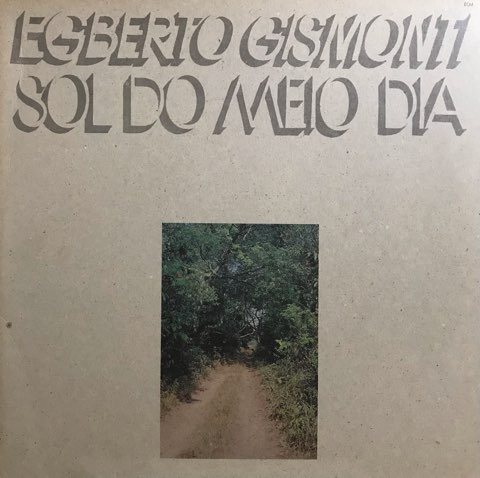 ECM
EGBERTO GISMONTI
SOL DO MEIO DIA